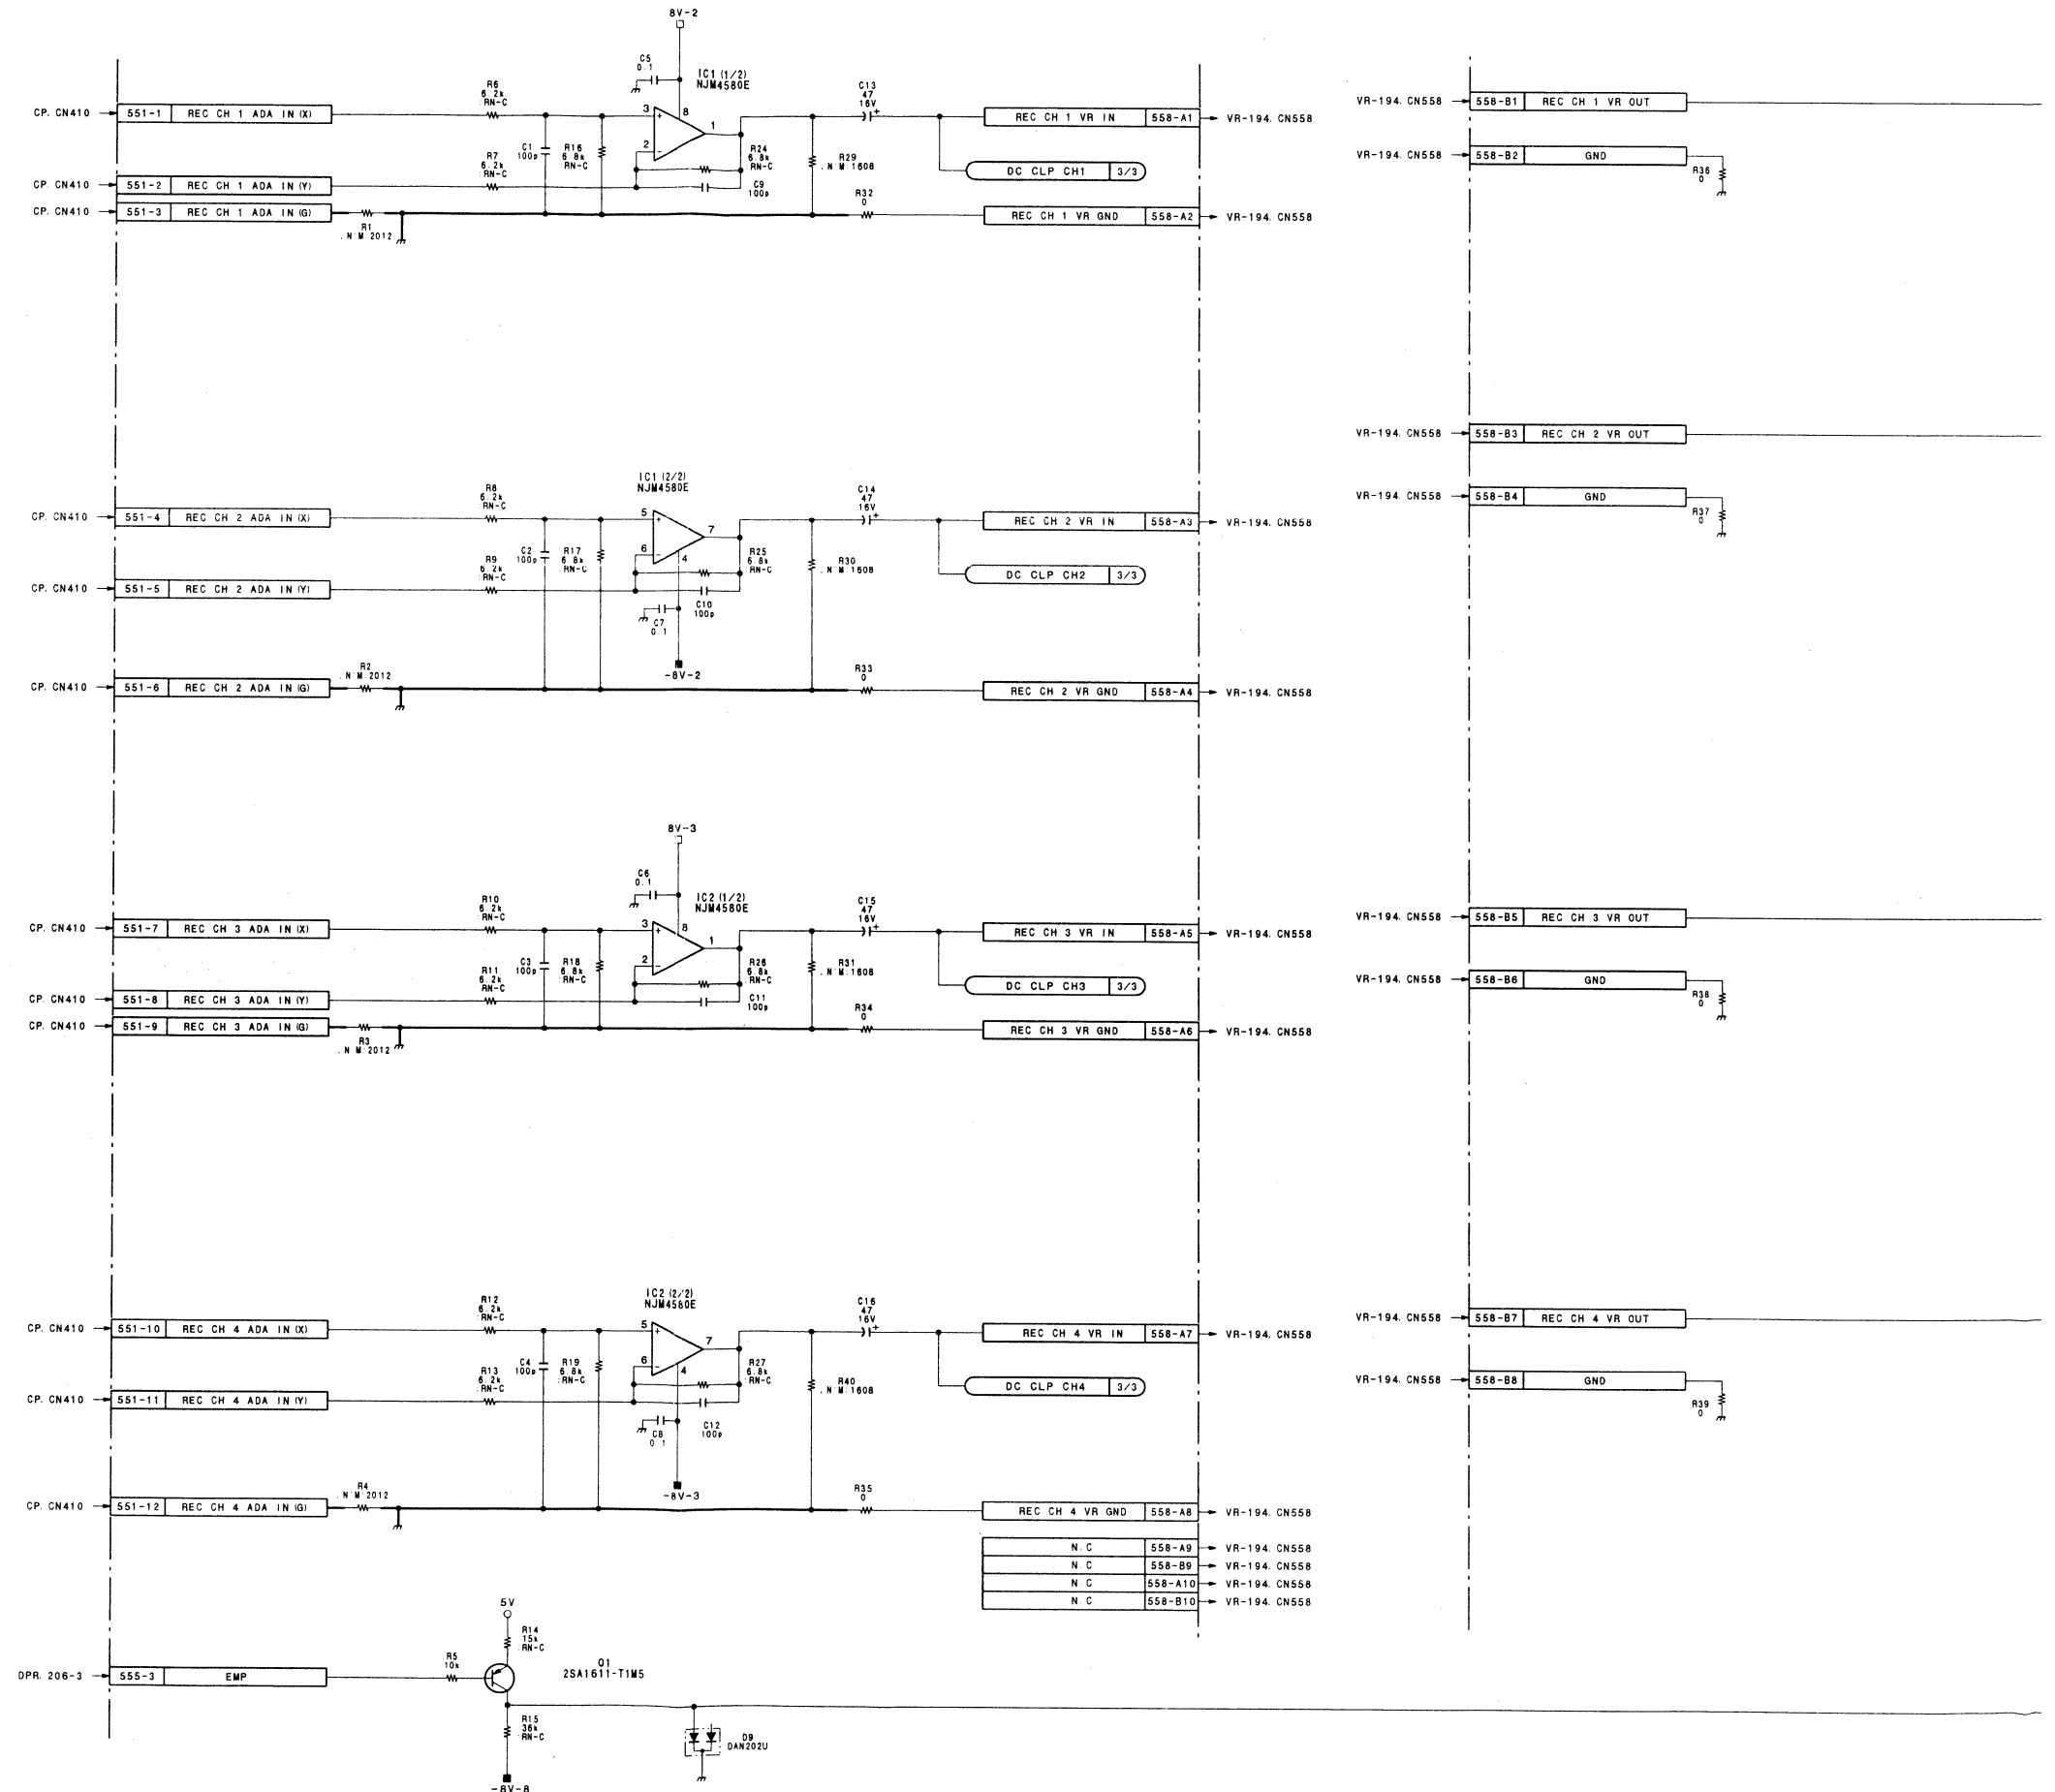 8V-2
C5
0.1
IC1 (1/2)
NJM4580E
R6
6.2k
:RN-C
C13
47
16V
CP. CN410
551-1 REC CH 1 ADA IN (X)
3
8
1
2
C1
100p
R16
6.8k
:RN-C
R7
6.2k
:RN-C
R24
6.8k
:RN-C
C9
100p
R29
.N:M:1608
REC CH 1 VR IN 558-A1
VR-194. CN558
DC CLP CH1 3/3
CP. CN410
551-2 REC CH 1 ADA IN (Y)
CP. CN410
551-3 REC CH 1 ADA IN (G)
R1
.N:M:2012
R32
0
REC CH 1 VR GND 558-A2
VR-194. CN558
VR-194. CN558
558-B1 REC CH 1 VR OUT
VR-194. CN558
558-B2 GND
R36
0
VR-194. CN558
558-B3 REC CH 2 VR OUT
VR-194. CN558
558-B4 GND
R37
0
IC1 (2/2)
NJM4580E
R8
6.2k
:RN-C
C14
47
16V
CP. CN410
551-4 REC CH 2 ADA IN (X)
5
7
6
4
C2
100p
R17
6.8k
:RN-C
R9
6.2k
:RN-C
R25
6.8k
:RN-C
C10
100p
C7
0.1
-8V-2
R30
.N:M:1608
REC CH 2 VR IN 558-A3
VR-194. CN558
DC CLP CH2 3/3
CP. CN410
551-5 REC CH 2 ADA IN (Y)
CP. CN410
551-6 REC CH 2 ADA IN (G)
R2
.N:M:2012
R33
0
REC CH 2 VR GND 558-A4
VR-194. CN558
8V-3
C6
0.1
IC2 (1/2)
NJM4580E
R10
6.2k
:RN-C
C15
47
16V
CP. CN410
551-7 REC CH 3 ADA IN (X)
3
8
1
2
C3
100p
R18
6.8k
:RN-C
R11
6.2k
:RN-C
R26
6.8k
:RN-C
C11
100p
R31
.N:M:1608
REC CH 3 VR IN 558-A5
VR-194. CN558
DC CLP CH3 3/3
CP. CN410
551-8 REC CH 3 ADA IN (Y)
CP. CN410
551-9 REC CH 3 ADA IN (G)
R3
.N:M:2012
R34
0
REC CH 3 VR GND 558-A6
VR-194. CN558
VR-194. CN558
558-B5 REC CH 3 VR OUT
VR-194. CN558
558-B6 GND
R38
0
VR-194. CN558
558-B7 REC CH 4 VR OUT
VR-194. CN558
558-B8 GND
R39
0
IC2 (2/2)
NJM4580E
R12
6.2k
:RN-C
C16
47
16V
CP. CN410
551-10 REC CH 4 ADA IN (X)
5
7
6
4
C4
100p
R19
6.8k
:RN-C
R13
6.2k
:RN-C
R27
6.8k
:RN-C
C12
100p
C8
0.1
-8V-3
R40
.N:M:1608
REC CH 4 VR IN 558-A7
VR-194. CN558
DC CLP CH4 3/3
CP. CN410
551-11 REC CH 4 ADA IN (Y)
CP. CN410
551-12 REC CH 4 ADA IN (G)
R4
.N:M:2012
R35
0
REC CH 4 VR GND 558-A8
VR-194. CN558
N.C 558-A9
VR-194. CN558
N.C 558-B9
VR-194. CN558
N.C 558-A10
VR-194. CN558
N.C 558-B10
VR-194. CN558
5V
R14
15k
:RN-C
DPR. 206-3
555-3 EMP
R5
10k
Q1
2SA1611-T1M5
R15
36k
:RN-C
D9
DAN202U
-8V-8